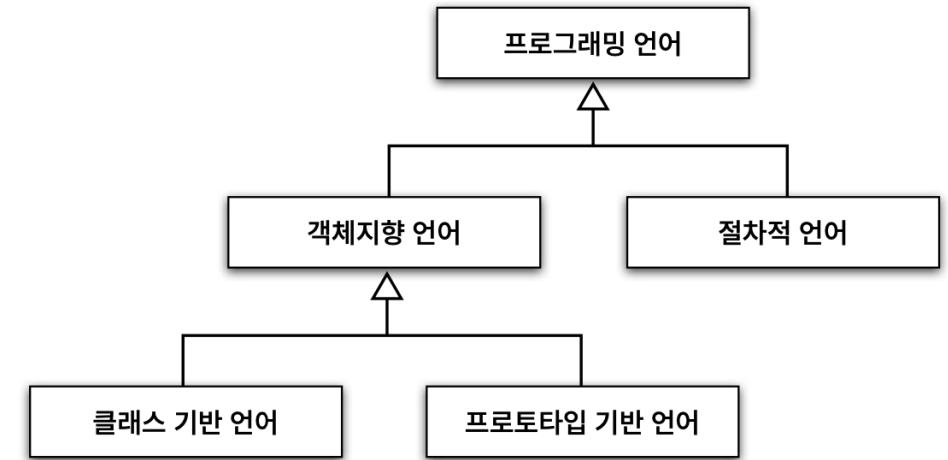 프로그래밍 언어
객체지향 언어
절차적 언어
클래스 기반 언어
프로토타입 기반 언어